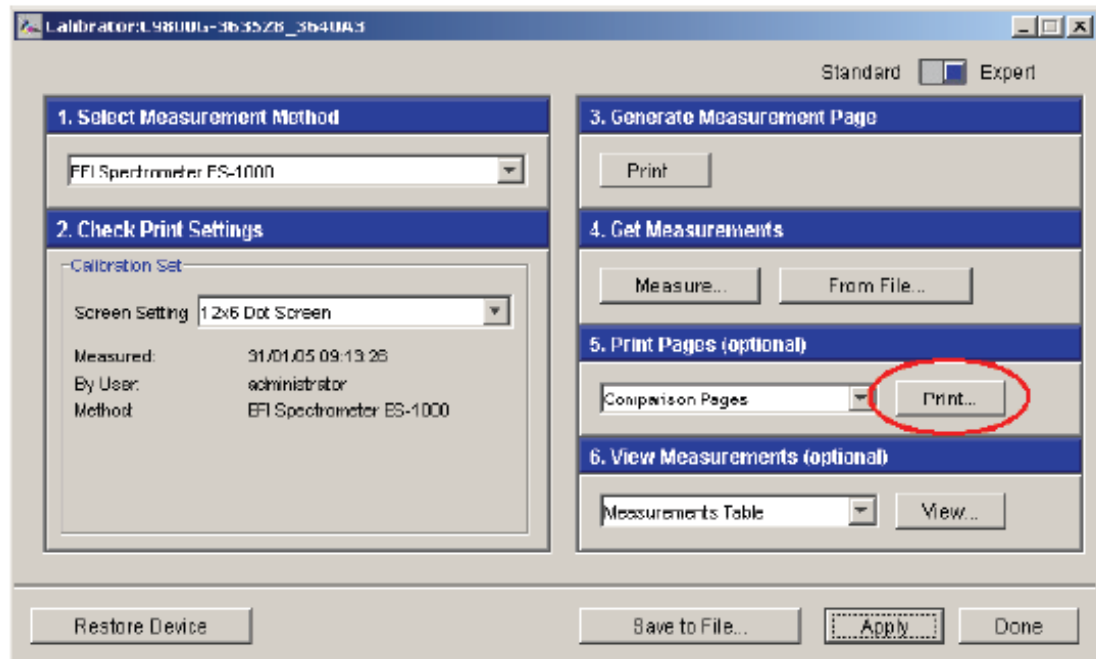 Calibrator:C9800G-363528_3640A3
Standard Expert
1. Select Measurement Method
EFI Spectrometer ES-1000
2. Check Print Settings
Calibration Set
Screen Setting 12x6 Dot Screen
Measured: 31/01/05 09:13:26
By User: administrator
Method: EFI Spectrometer ES-1000
3. Generate Measurement Page
Print
4. Get Measurements
Measure... From File...
5. Print Pages (optional)
Comparison Pages Print...
6. View Measurements (optional)
Measurements Table View...
Restore Device Save to File... Apply Done